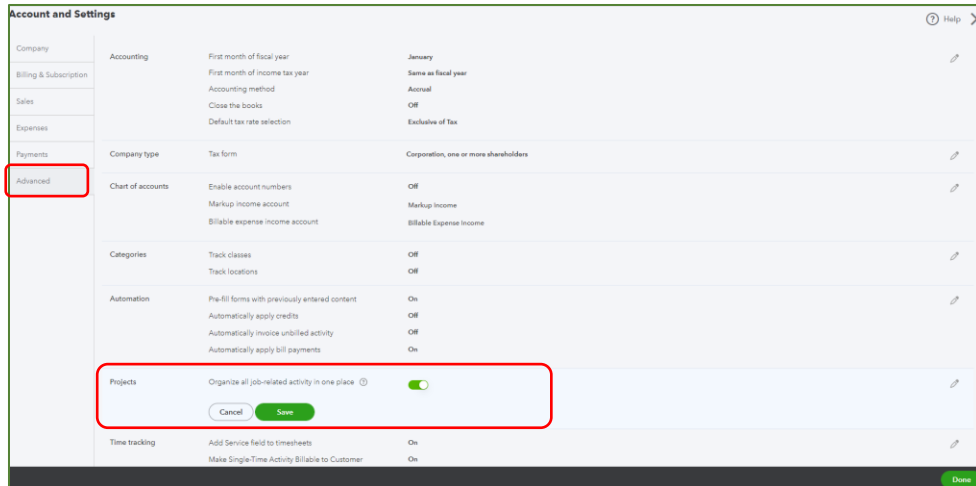 Account and Settings
Help
Company
Billing & Subscription
Sales
Expenses
Payments
Advanced
Accounting
First month of fiscal year January
First month of income tax year Same as fiscal year
Accounting method Accrual
Close the books Off
Default tax rate selection Exclusive of Tax
Company type Tax form Corporation, one or more shareholders
Chart of accounts Enable account numbers Off
Markup income account Markup Income
Billable expense income account Billable Expense Income
Categories Track classes Off
Track locations Off
Automation Pre-fill forms with previously entered content On
Automatically apply credits Off
Automatically invoice unbilled activity Off
Automatically apply bill payments On
Projects Organize all job-related activity in one place
Cancel Save
Time tracking Add Service field to timesheets On
Make Single-Time Activity Billable to Customer On
Done